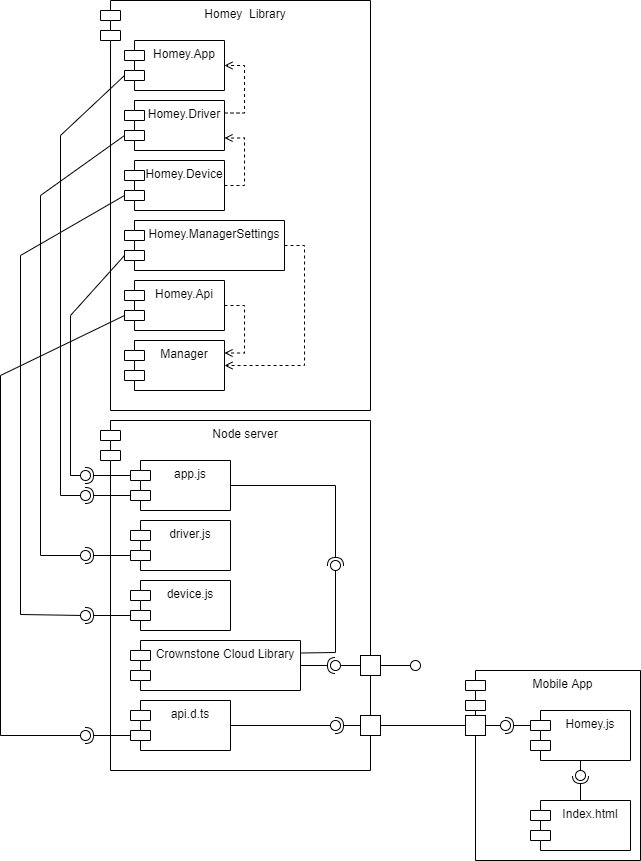 Homey Library
Homey.App
Homey.Driver
Homey.Device
Homey.ManagerSettings
Homey.Api
Manager
Node server
app.js
driver.js
device.js
Crownstone Cloud Library
api.d.ts
Mobile App
Homey.js
Index.html